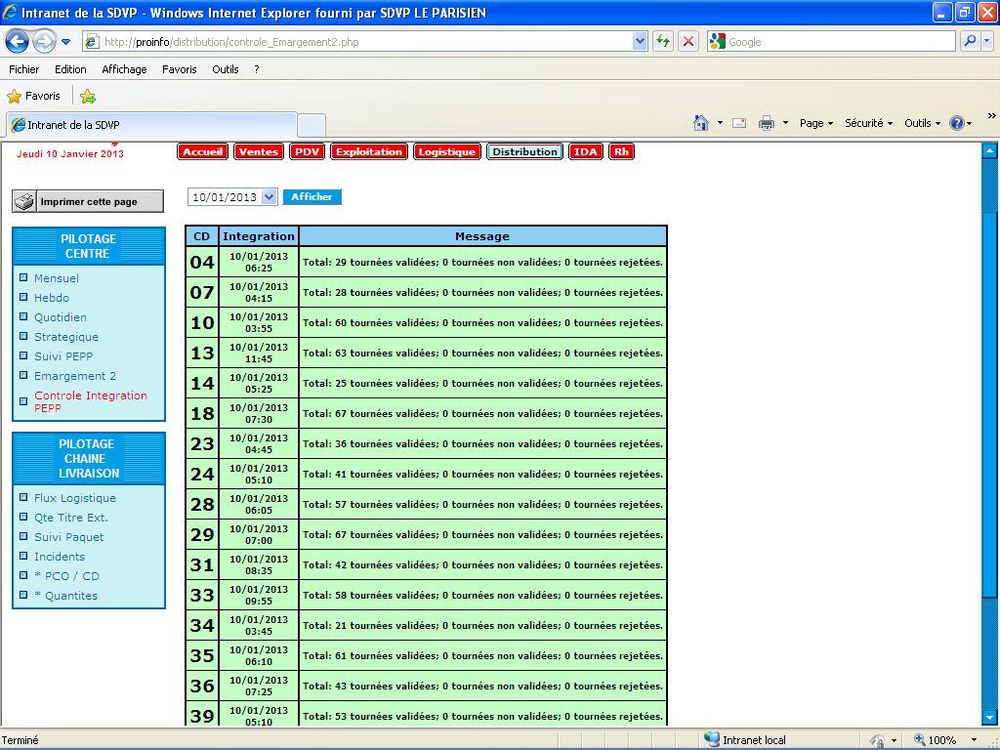 Intranet de la SDVP - Windows Internet Explorer fourni par SDVP LE PARISIEN
http://proinfo/distribution/controle_Emargement2.php
Google
Fichier Edition Affichage Favoris Outils ?
Favoris
Intranet de la SDVP
Page Sécurité Outils
Jeudi 10 Janvier 2013
Accueil Ventes PDV Exploitation Logistique Distribution IDA Rh
Imprimer cette page
10/01/2013 Afficher
PILOTAGE
CENTRE
Mensuel
Hebdo
Quotidien
Strategique
Suivi PEPP
Emargement 2
Controle Integration
PEPP
PILOTAGE
CHAINE
LIVRAISON
Flux Logistique
Qte Titre Ext.
Suivi Paquet
Incidents
* PCO / CD
* Quantites
CD Integration Message
04 10/01/2013 06:25 Total: 29 tournées validées; 0 tournées non validées; 0 tournées rejetées.
07 10/01/2013 04:15 Total: 28 tournées validées; 0 tournées non validées; 0 tournées rejetées.
10 10/01/2013 03:55 Total: 60 tournées validées; 0 tournées non validées; 0 tournées rejetées.
13 10/01/2013 11:45 Total: 63 tournées validées; 0 tournées non validées; 0 tournées rejetées.
14 10/01/2013 05:25 Total: 25 tournées validées; 0 tournées non validées; 0 tournées rejetées.
18 10/01/2013 07:30 Total: 67 tournées validées; 0 tournées non validées; 0 tournées rejetées.
23 10/01/2013 04:45 Total: 36 tournées validées; 0 tournées non validées; 0 tournées rejetées.
24 10/01/2013 05:10 Total: 41 tournées validées; 0 tournées non validées; 0 tournées rejetées.
28 10/01/2013 06:05 Total: 57 tournées validées; 0 tournées non validées; 0 tournées rejetées.
29 10/01/2013 07:00 Total: 67 tournées validées; 0 tournées non validées; 0 tournées rejetées.
31 10/01/2013 08:35 Total: 42 tournées validées; 0 tournées non validées; 0 tournées rejetées.
33 10/01/2013 09:55 Total: 58 tournées validées; 0 tournées non validées; 0 tournées rejetées.
34 10/01/2013 03:45 Total: 21 tournées validées; 0 tournées non validées; 0 tournées rejetées.
35 10/01/2013 06:10 Total: 61 tournées validées; 0 tournées non validées; 0 tournées rejetées.
36 10/01/2013 07:25 Total: 43 tournées validées; 0 tournées non validées; 0 tournées rejetées.
39 10/01/2013 05:10 Total: 53 tournées validées; 0 tournées non validées; 0 tournées rejetées.
Terminé Intranet local 100%